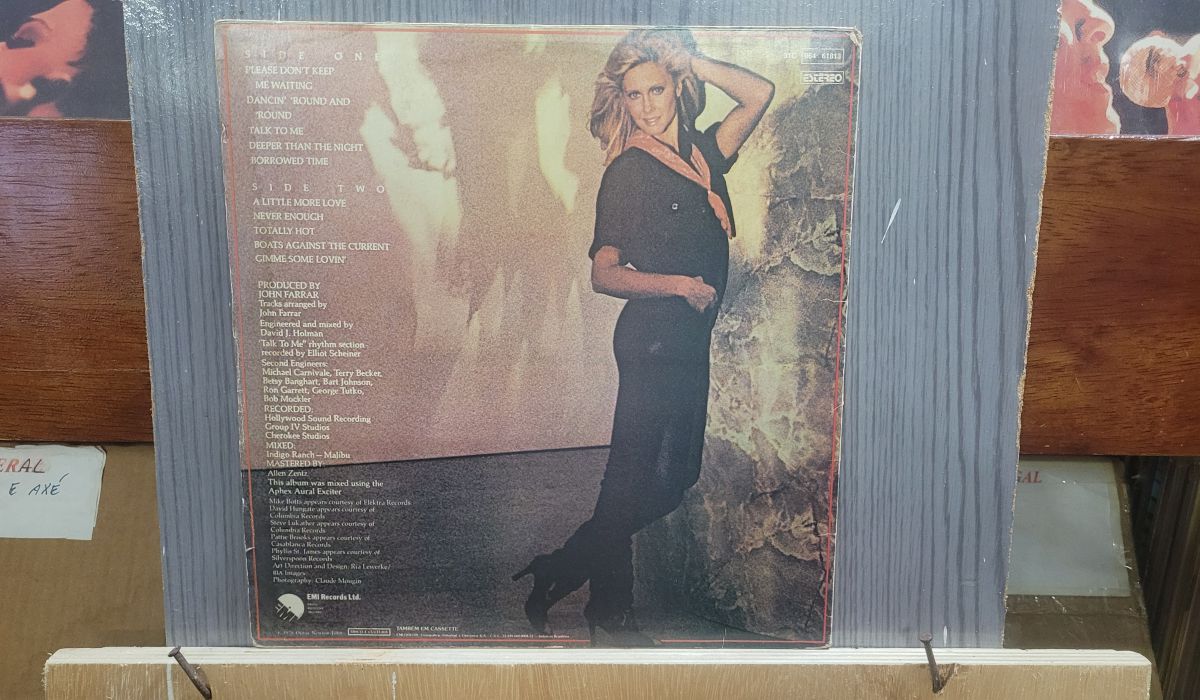 SIDE ONE
PLEASE DON'T KEEP
ME WAITING
DANCIN' 'ROUND AND
'ROUND
TALK TO ME
DEEPER THAN THE NIGHT
BORROWED TIME
SIDE TWO
A LITTLE MORE LOVE
NEVER ENOUGH
TOTALLY HOT
BOATS AGAINST THE CURRENT
GIMME SOME LOVIN'
PRODUCED BY
JOHN FARRAR
Tracks arranged by
John Farrar
Engineered and mixed by
David J. Holman
"Talk To Me" rhythm section
recorded by Elliot Scheiner
Second Engineers:
Michael Carnivale, Terry Becker,
Betsy Banghart, Bart Johnson,
Ron Garrett, George Tutko,
Bob Mockler
RECORDED:
Hollywood Sound Recording
Group IV Studios
Cherokee Studios
MIXED:
Indigo Ranch – Malibu
MASTERED BY:
Allen Zentz
This album was mixed using the
Aphex Aural Exciter
Mike Botts appears courtesy of Elektra Records
David Hungate appears courtesy of
Columbia Records
Steve Lukather appears courtesy of
Columbia Records
Pattie Brooks appears courtesy of
Casablanca Records
Phyllis St. James appears courtesy of
Silverspoon Records
Art Direction and Design: Ria Lewerke/
Images
Photography: Claude Mougin
EMI
EMI Records Ltd.
TAMBÉM EM CASSETTE
31C 064 61813
ESTÉREO
ERAL
E AXÉ
GAL